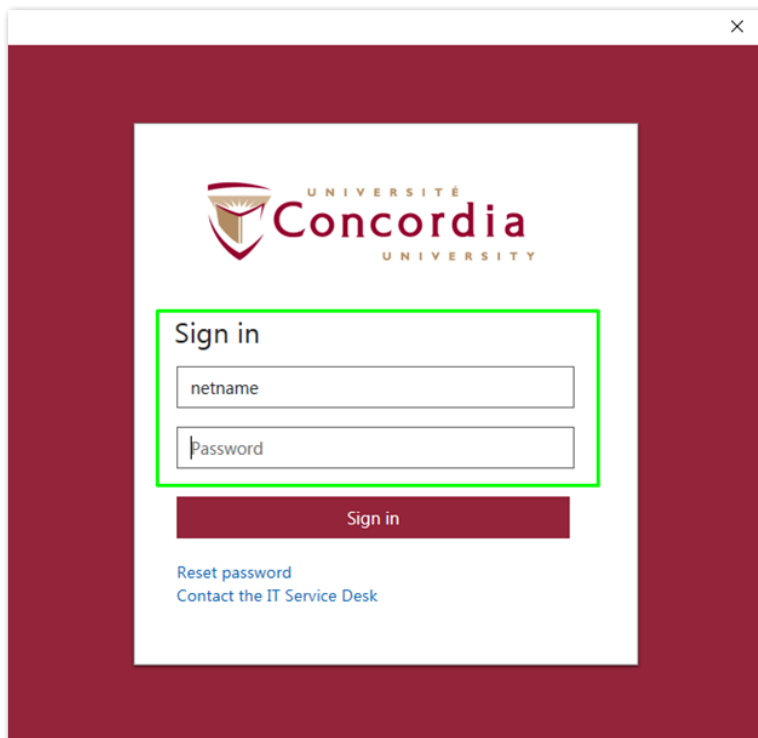 UNIVERSITÉ
Concordia
UNIVERSITY
Sign in
netname
Password
Sign in
Reset password
Contact the IT Service Desk